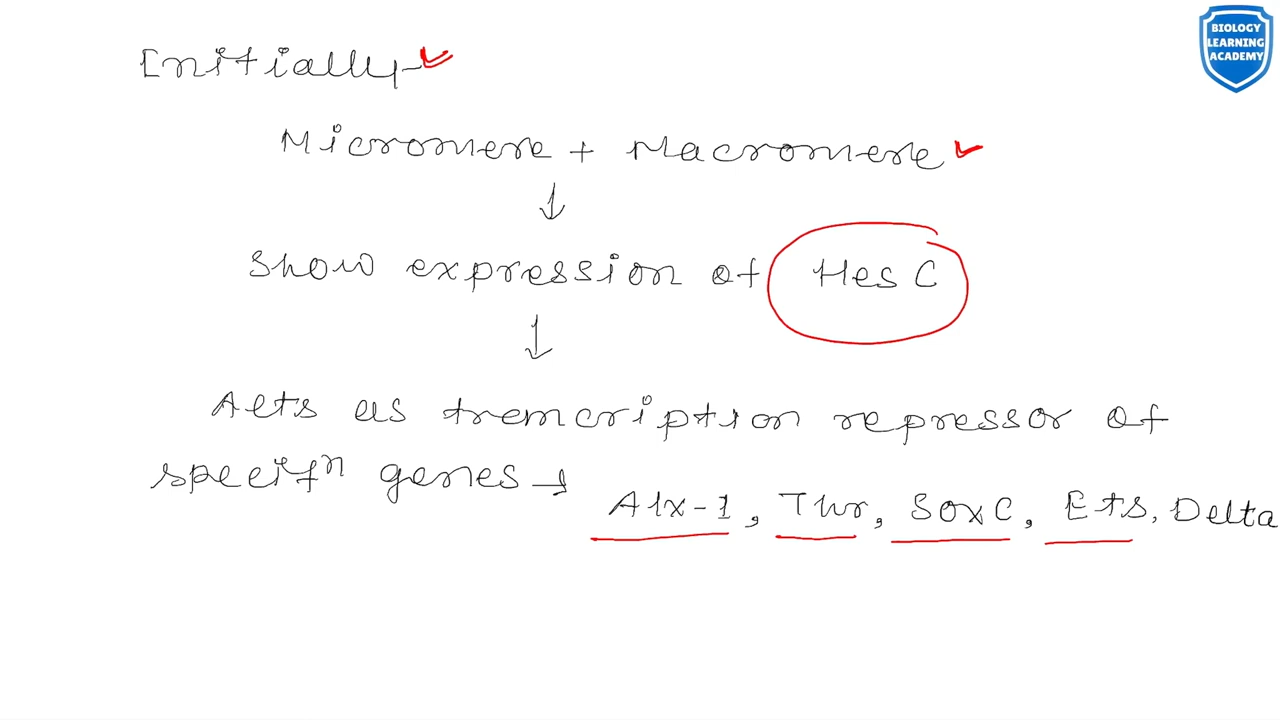 BIOLOGY
LEARNING
ACADEMY
Initially-
Micromere + Macromere
↓
Show expression of Hes C
↓
Acts as transcription repressor of
specifn genes →
Alx-1, Tbr, SoxC, Ets, Delta